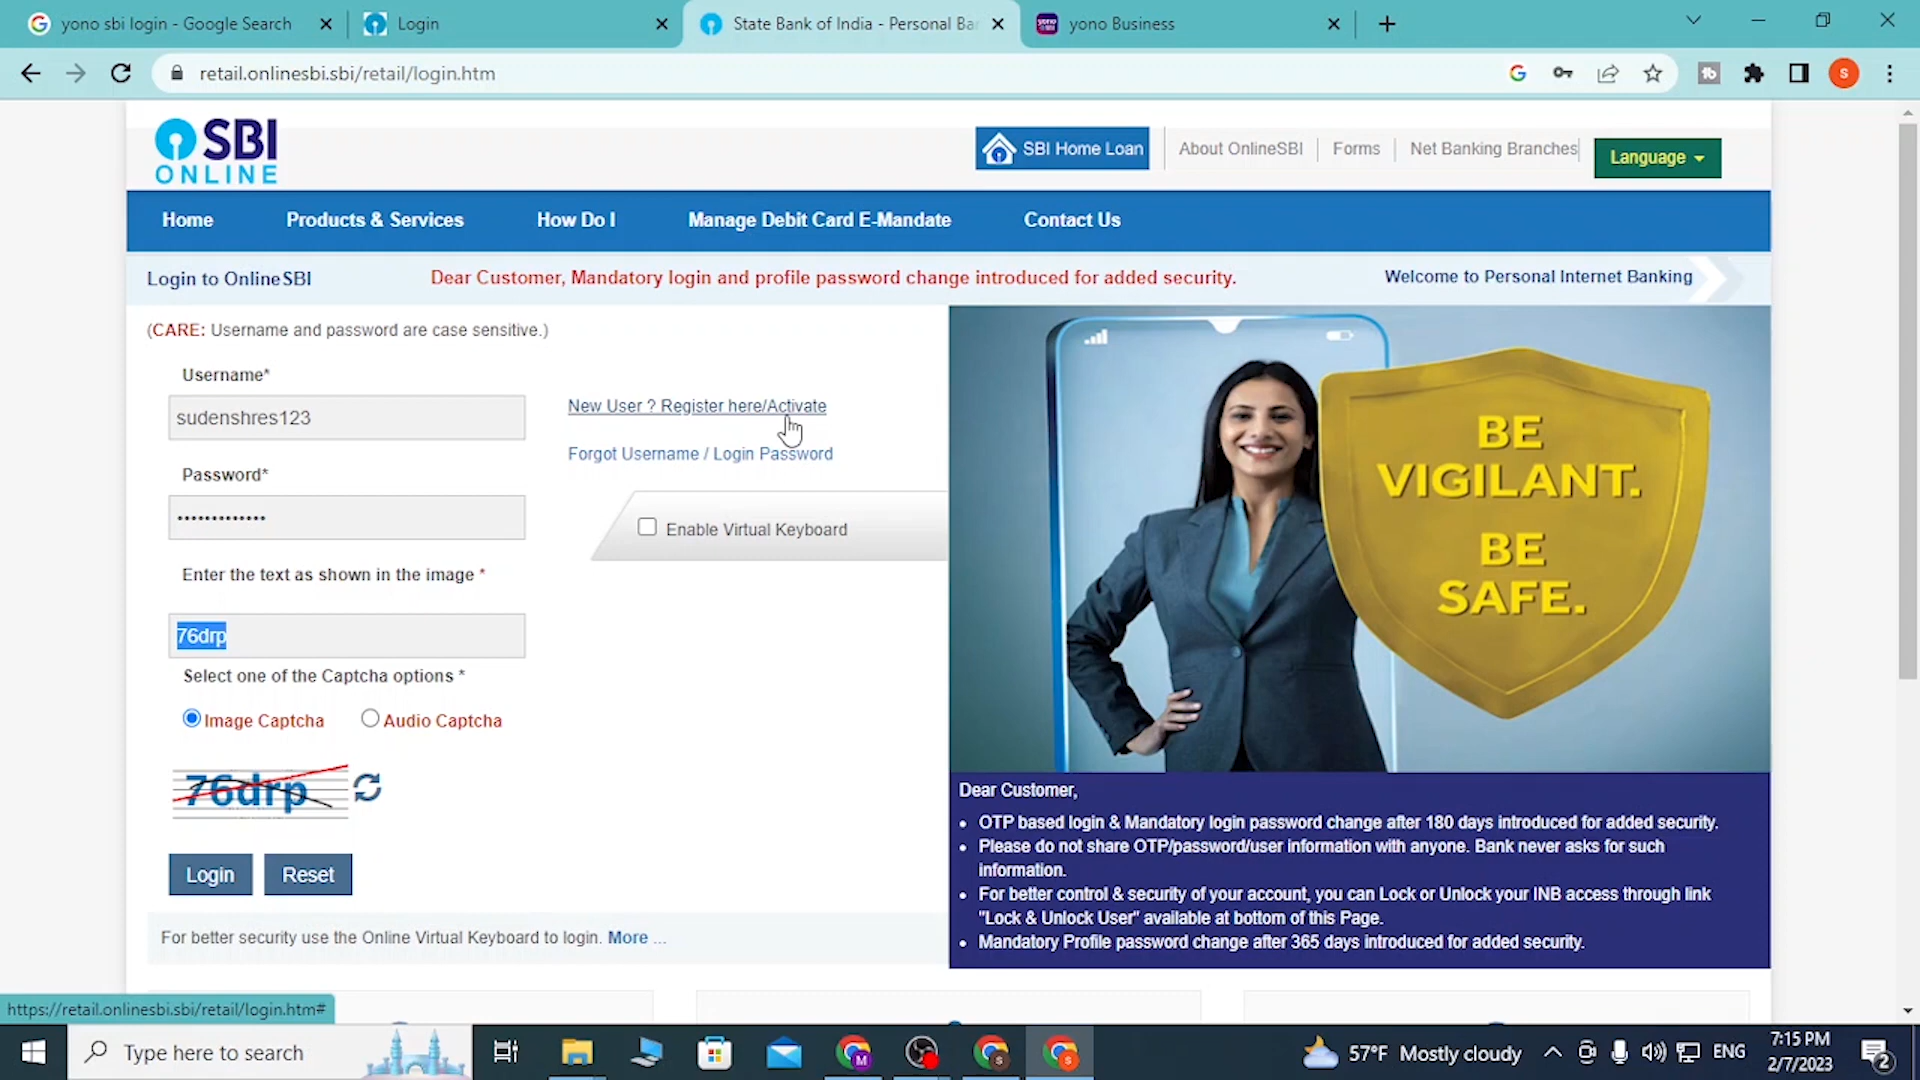 yono sbi login - Google Search
Login
State Bank of India - Personal Ba
yono Business
retail.onlinesbi.sbi/retail/login.htm
SBI
ONLINE
SBI Home Loan
About OnlineSBI
Forms
Net Banking Branches
Language
Home
Products & Services
How Do I
Manage Debit Card E-Mandate
Contact Us
Login to OnlineSBI
Dear Customer, Mandatory login and profile password change introduced for added security.
Welcome to Personal Internet Banking
(CARE: Username and password are case sensitive.)
Username*
sudenshres123
New User ? Register here/Activate
Forgot Username / Login Password
Password*
•••••••••••••
Enable Virtual Keyboard
Enter the text as shown in the image *
76drp
Select one of the Captcha options *
Image Captcha
Audio Captcha
76drp
Login
Reset
For better security use the Online Virtual Keyboard to login. More ...
BE
VIGILANT.
BE
SAFE.
Dear Customer,
• OTP based login & Mandatory login password change after 180 days introduced for added security.
• Please do not share OTP/password/user information with anyone. Bank never asks for such
information.
• For better control & security of your account, you can Lock or Unlock your INB access through link
"Lock & Unlock User" available at bottom of this Page.
• Mandatory Profile password change after 365 days introduced for added security.
https://retail.onlinesbi.sbi/retail/login.htm#
Type here to search
57°F Mostly cloudy
ENG
7:15 PM
2/7/2023
2